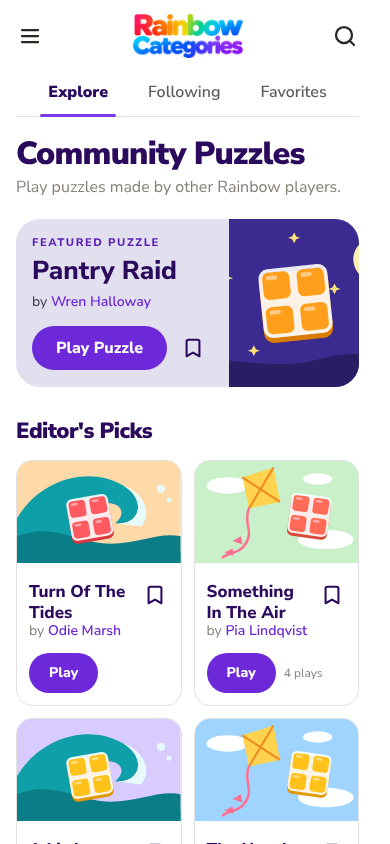 Rainbow
Categories
Explore
Following
Favorites
Community Puzzles
Play puzzles made by other Rainbow players.
FEATURED PUZZLE
Pantry Raid
by Wren Halloway
Play Puzzle
Editor's Picks
Turn Of The
Tides
by Odie Marsh
Play
Something
In The Air
by Pia Lindqvist
Play
4 plays